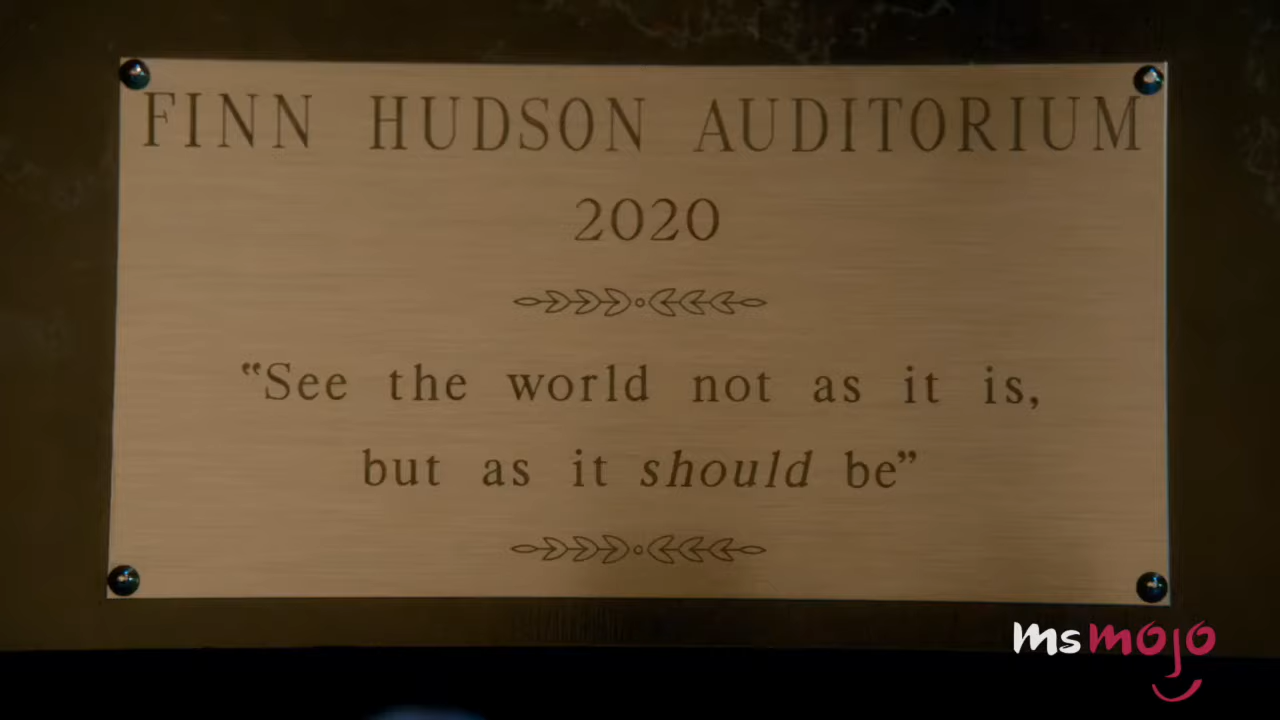 FINN HUDSON AUDITORIUM
2020
“See the world not as it is,
but as it should be”
msmojo